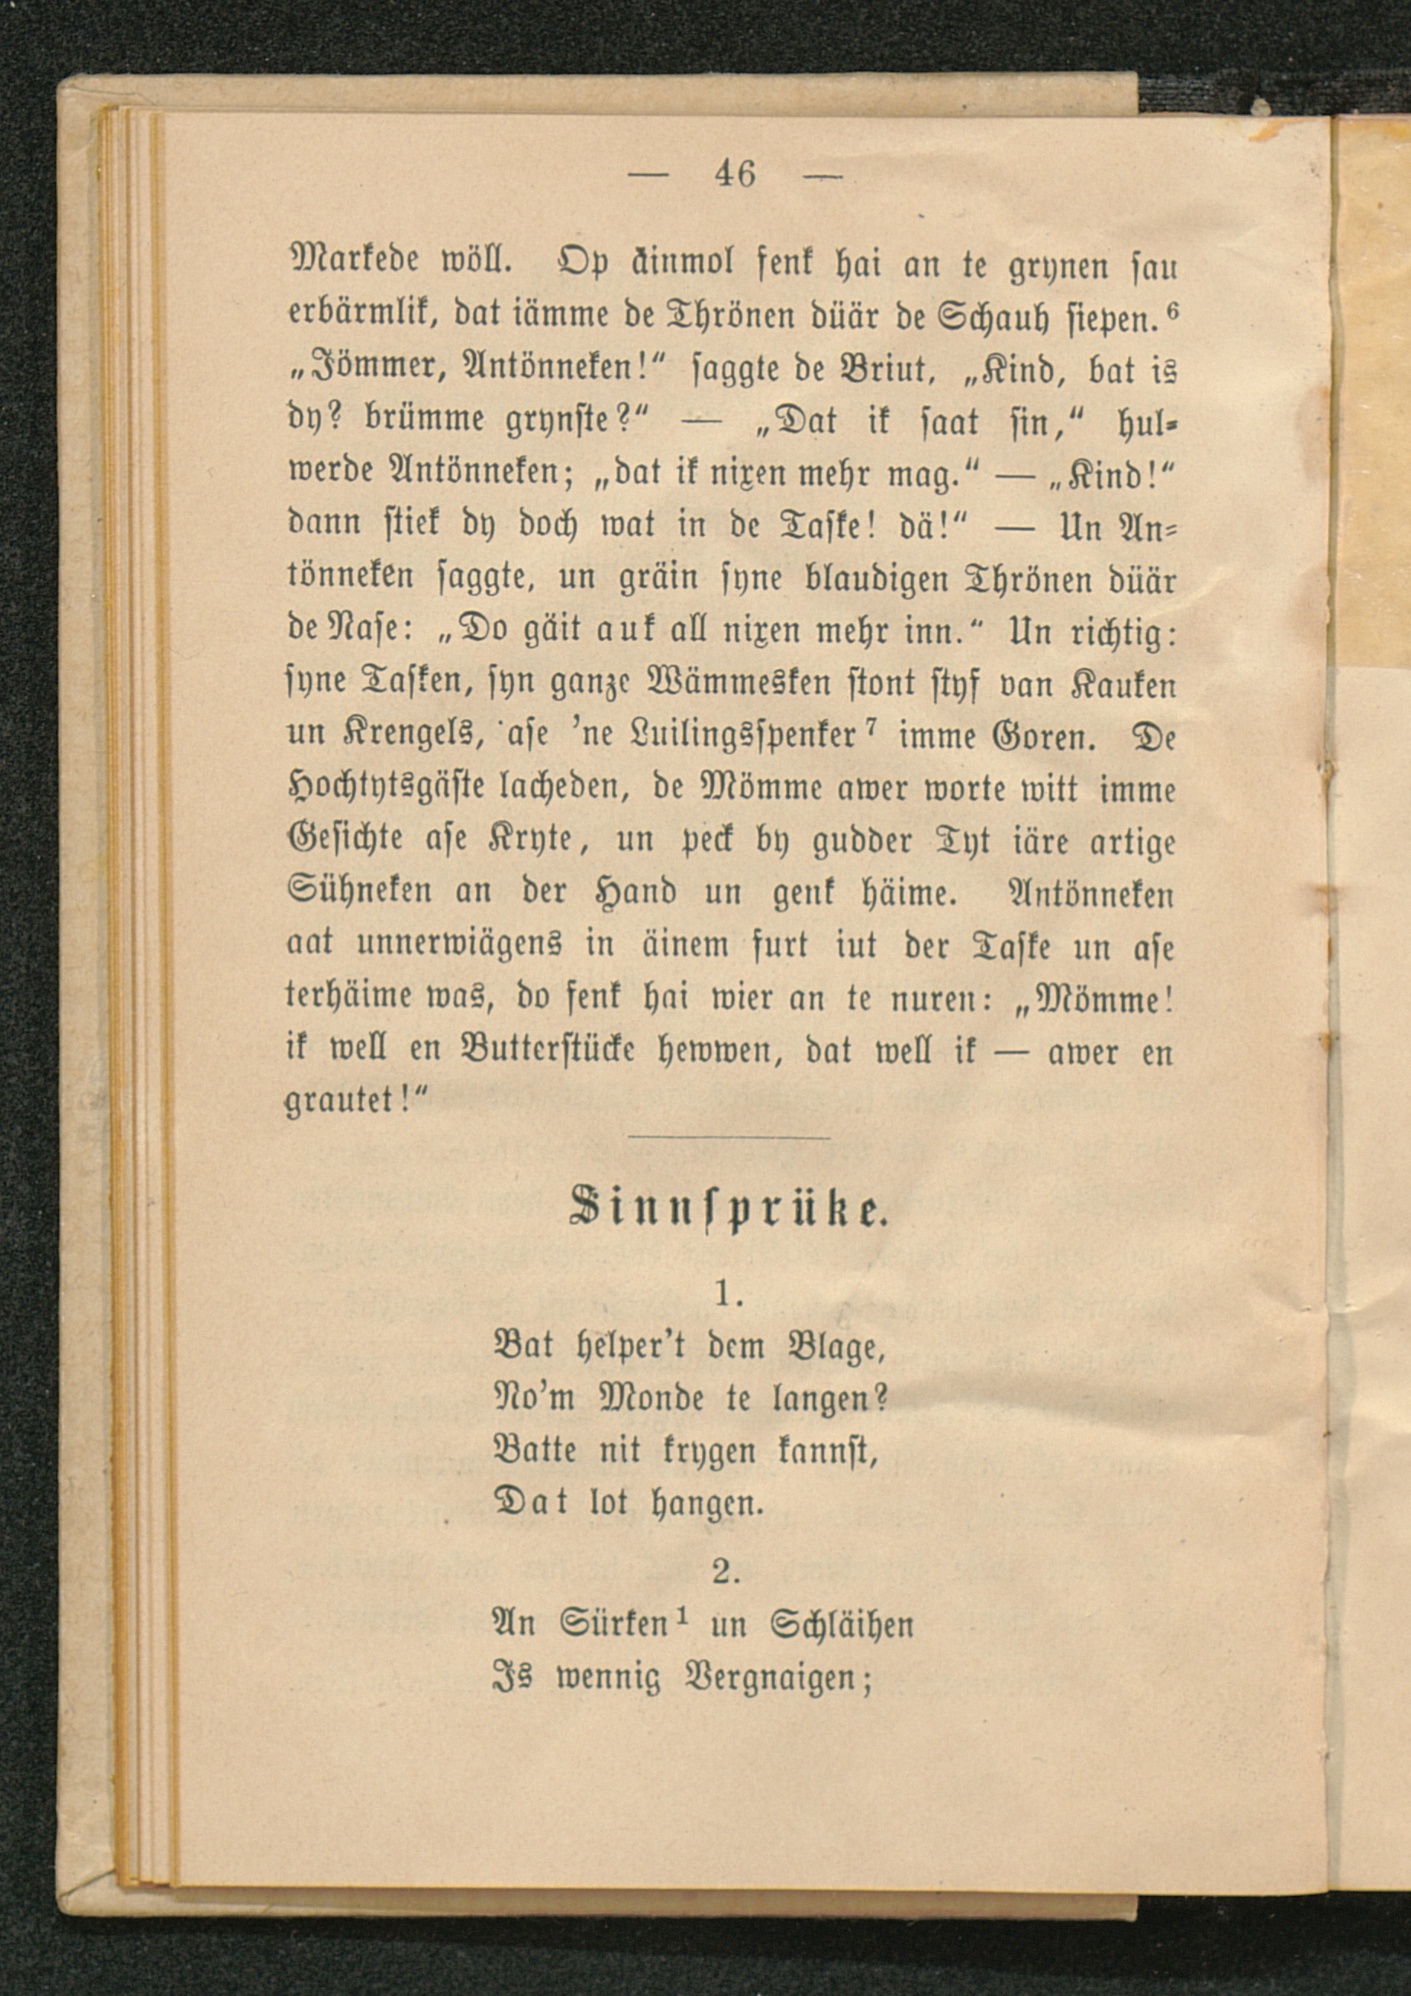 — 46 —
Markede wöll. Op äinmol fenk hai an te grynen sau
erbärmlik, dat iämme de Thrönen düär de Schauh siepen.⁶
„Jömmer, Antönneken!“ saggte de Briut, „Kind, bat is
dy? brümme grynste?“ — „Dat ik saat sin,“ hul-
werde Antönneken; „dat ik nixen mehr mag.“ — „Kind!“
dann stiek dy doch wat in de Taske! dä!“ — Un An-
tönneken saggte, un gräin syne blaudigen Thrönen düär
de Nase: „Do gäit auk all nixen mehr inn.“ Un richtig:
syne Tasken, syn ganze Wämmesken stont styf van Kauken
un Krengels, ase 'ne Luilingsspenker⁷ imme Goren. De
Hochtytsgäste lacheden, de Mömme awer worte witt imme
Gesichte ase Kryte, un peck by gudder Tyt iäre artige
Sühneken an der Hand un genk häime. Antönneken
aat unnerwiägens in äinem furt iut der Taske un ase
terhäime was, do fenk hai wier an te nuren: „Mömme!
ik well en Butterstücke hewwen, dat well ik — awer en
grautet!“
Sinnsprüke.
1.
Bat helper't dem Blage,
No'm Monde te langen?
Batte nit krygen kannst,
Dat lot hangen.
2.
An Sürken¹ un Schläihen
Is wennig Vergnaigen;